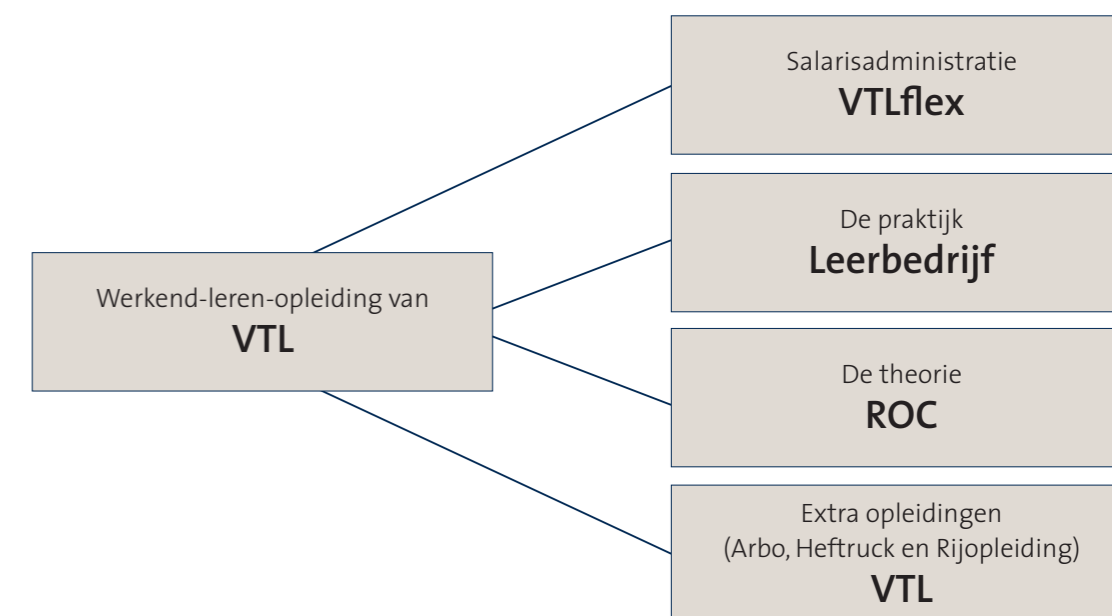 Salarisadministratie
VTLflex
De praktijk
Leerbedrijf
Werkend-leren-opleiding van
VTL
De theorie
ROC
Extra opleidingen
(Arbo, Heftruck en Rijopleiding)
VTL